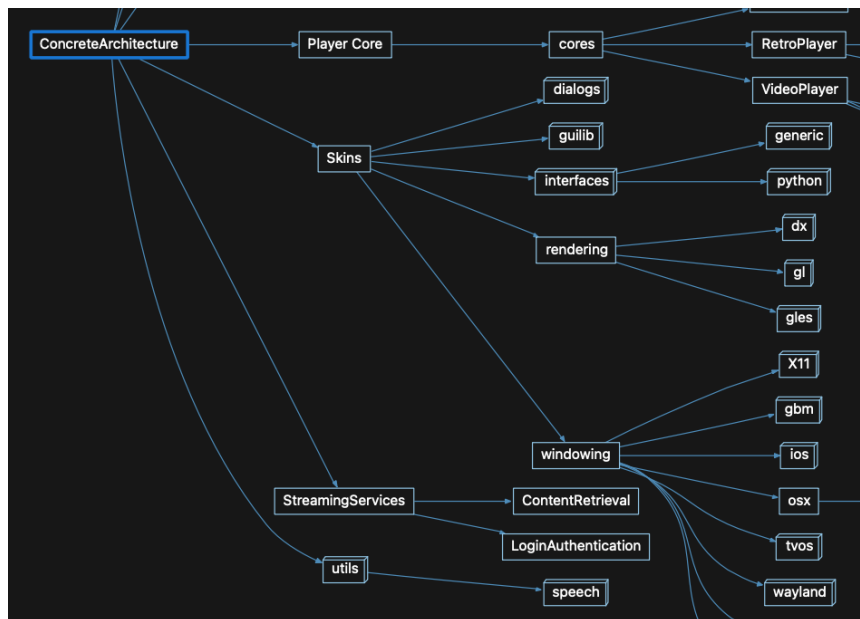 ConcreteArchitecture
Player Core
cores
RetroPlayer
VideoPlayer
dialogs
guilib
generic
Skins
interfaces
python
dx
rendering
gl
gles
X11
gbm
windowing
ios
StreamingServices
ContentRetrieval
osx
LoginAuthentication
tvos
utils
speech
wayland